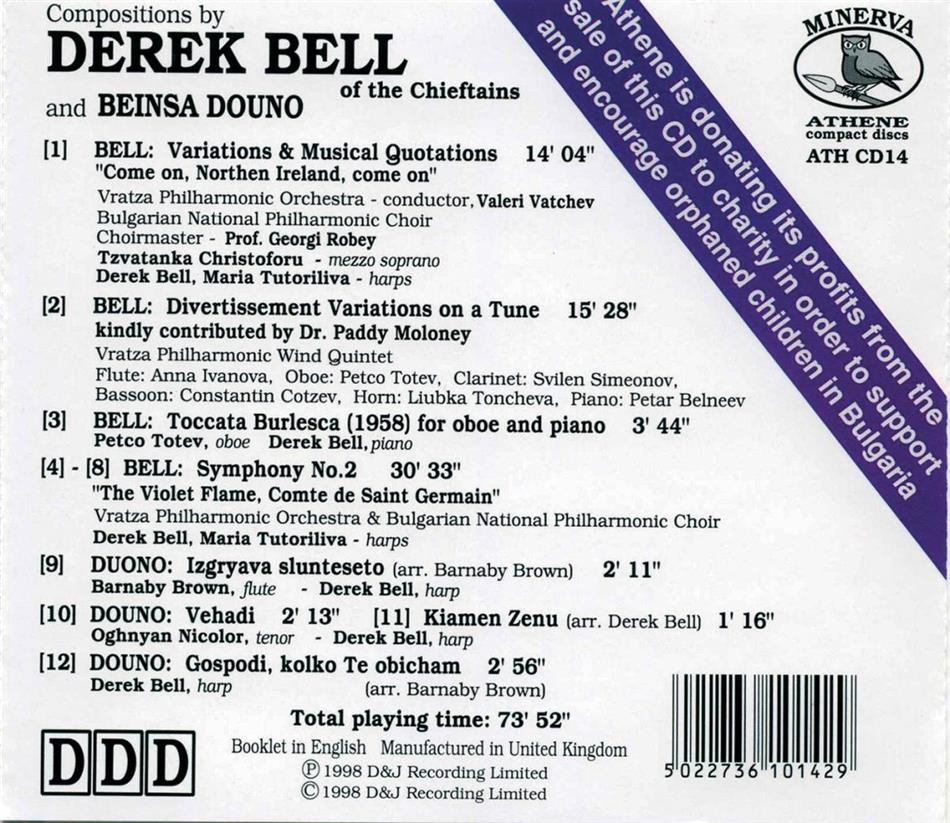 Compositions by
DEREK BELL
of the Chieftains
and BEINSA DOUNO
Athene is donating its profits from the
sale of this CD to charity in order to support
and encourage orphaned children in Bulgaria
MINERVA
ATHENE
compact discs
ATH CD14
[1] BELL: Variations & Musical Quotations 14' 04"
"Come on, Northen Ireland, come on"
Vratza Philharmonic Orchestra - conductor, Valeri Vatchev
Bulgarian National Philharmonic Choir
Choirmaster - Prof. Georgi Robey
Tzvatanka Christoforu - mezzo soprano
Derek Bell, Maria Tutoriliva - harps
[2] BELL: Divertissement Variations on a Tune 15' 28"
kindly contributed by Dr. Paddy Moloney
Vratza Philharmonic Wind Quintet
Flute: Anna Ivanova, Oboe: Petco Totev, Clarinet: Svilen Simeonov,
Bassoon: Constantin Cotzev, Horn: Liubka Toncheva, Piano: Petar Belneev
[3] BELL: Toccata Burlesca (1958) for oboe and piano 3' 44"
Petco Totev, oboe Derek Bell, piano
[4] - [8] BELL: Symphony No.2 30' 33"
"The Violet Flame, Comte de Saint Germain"
Vratza Philharmonic Orchestra & Bulgarian National Philharmonic Choir
Derek Bell, Maria Tutoriliva - harps
[9] DUONO: Izgryava slunteseto (arr. Barnaby Brown) 2' 11"
Barnaby Brown, flute - Derek Bell, harp
[10] DOUNO: Vehadi 2' 13" [11] Kiamen Zenu (arr. Derek Bell) 1' 16"
Oghnyan Nicolor, tenor - Derek Bell, harp
[12] DOUNO: Gospodi, kolko Te obicham 2' 56"
Derek Bell, harp (arr. Barnaby Brown)
Total playing time: 73' 52"
DDD
Booklet in English Manufactured in United Kingdom
Ⓟ 1998 D&J Recording Limited
© 1998 D&J Recording Limited
5 022736 101429